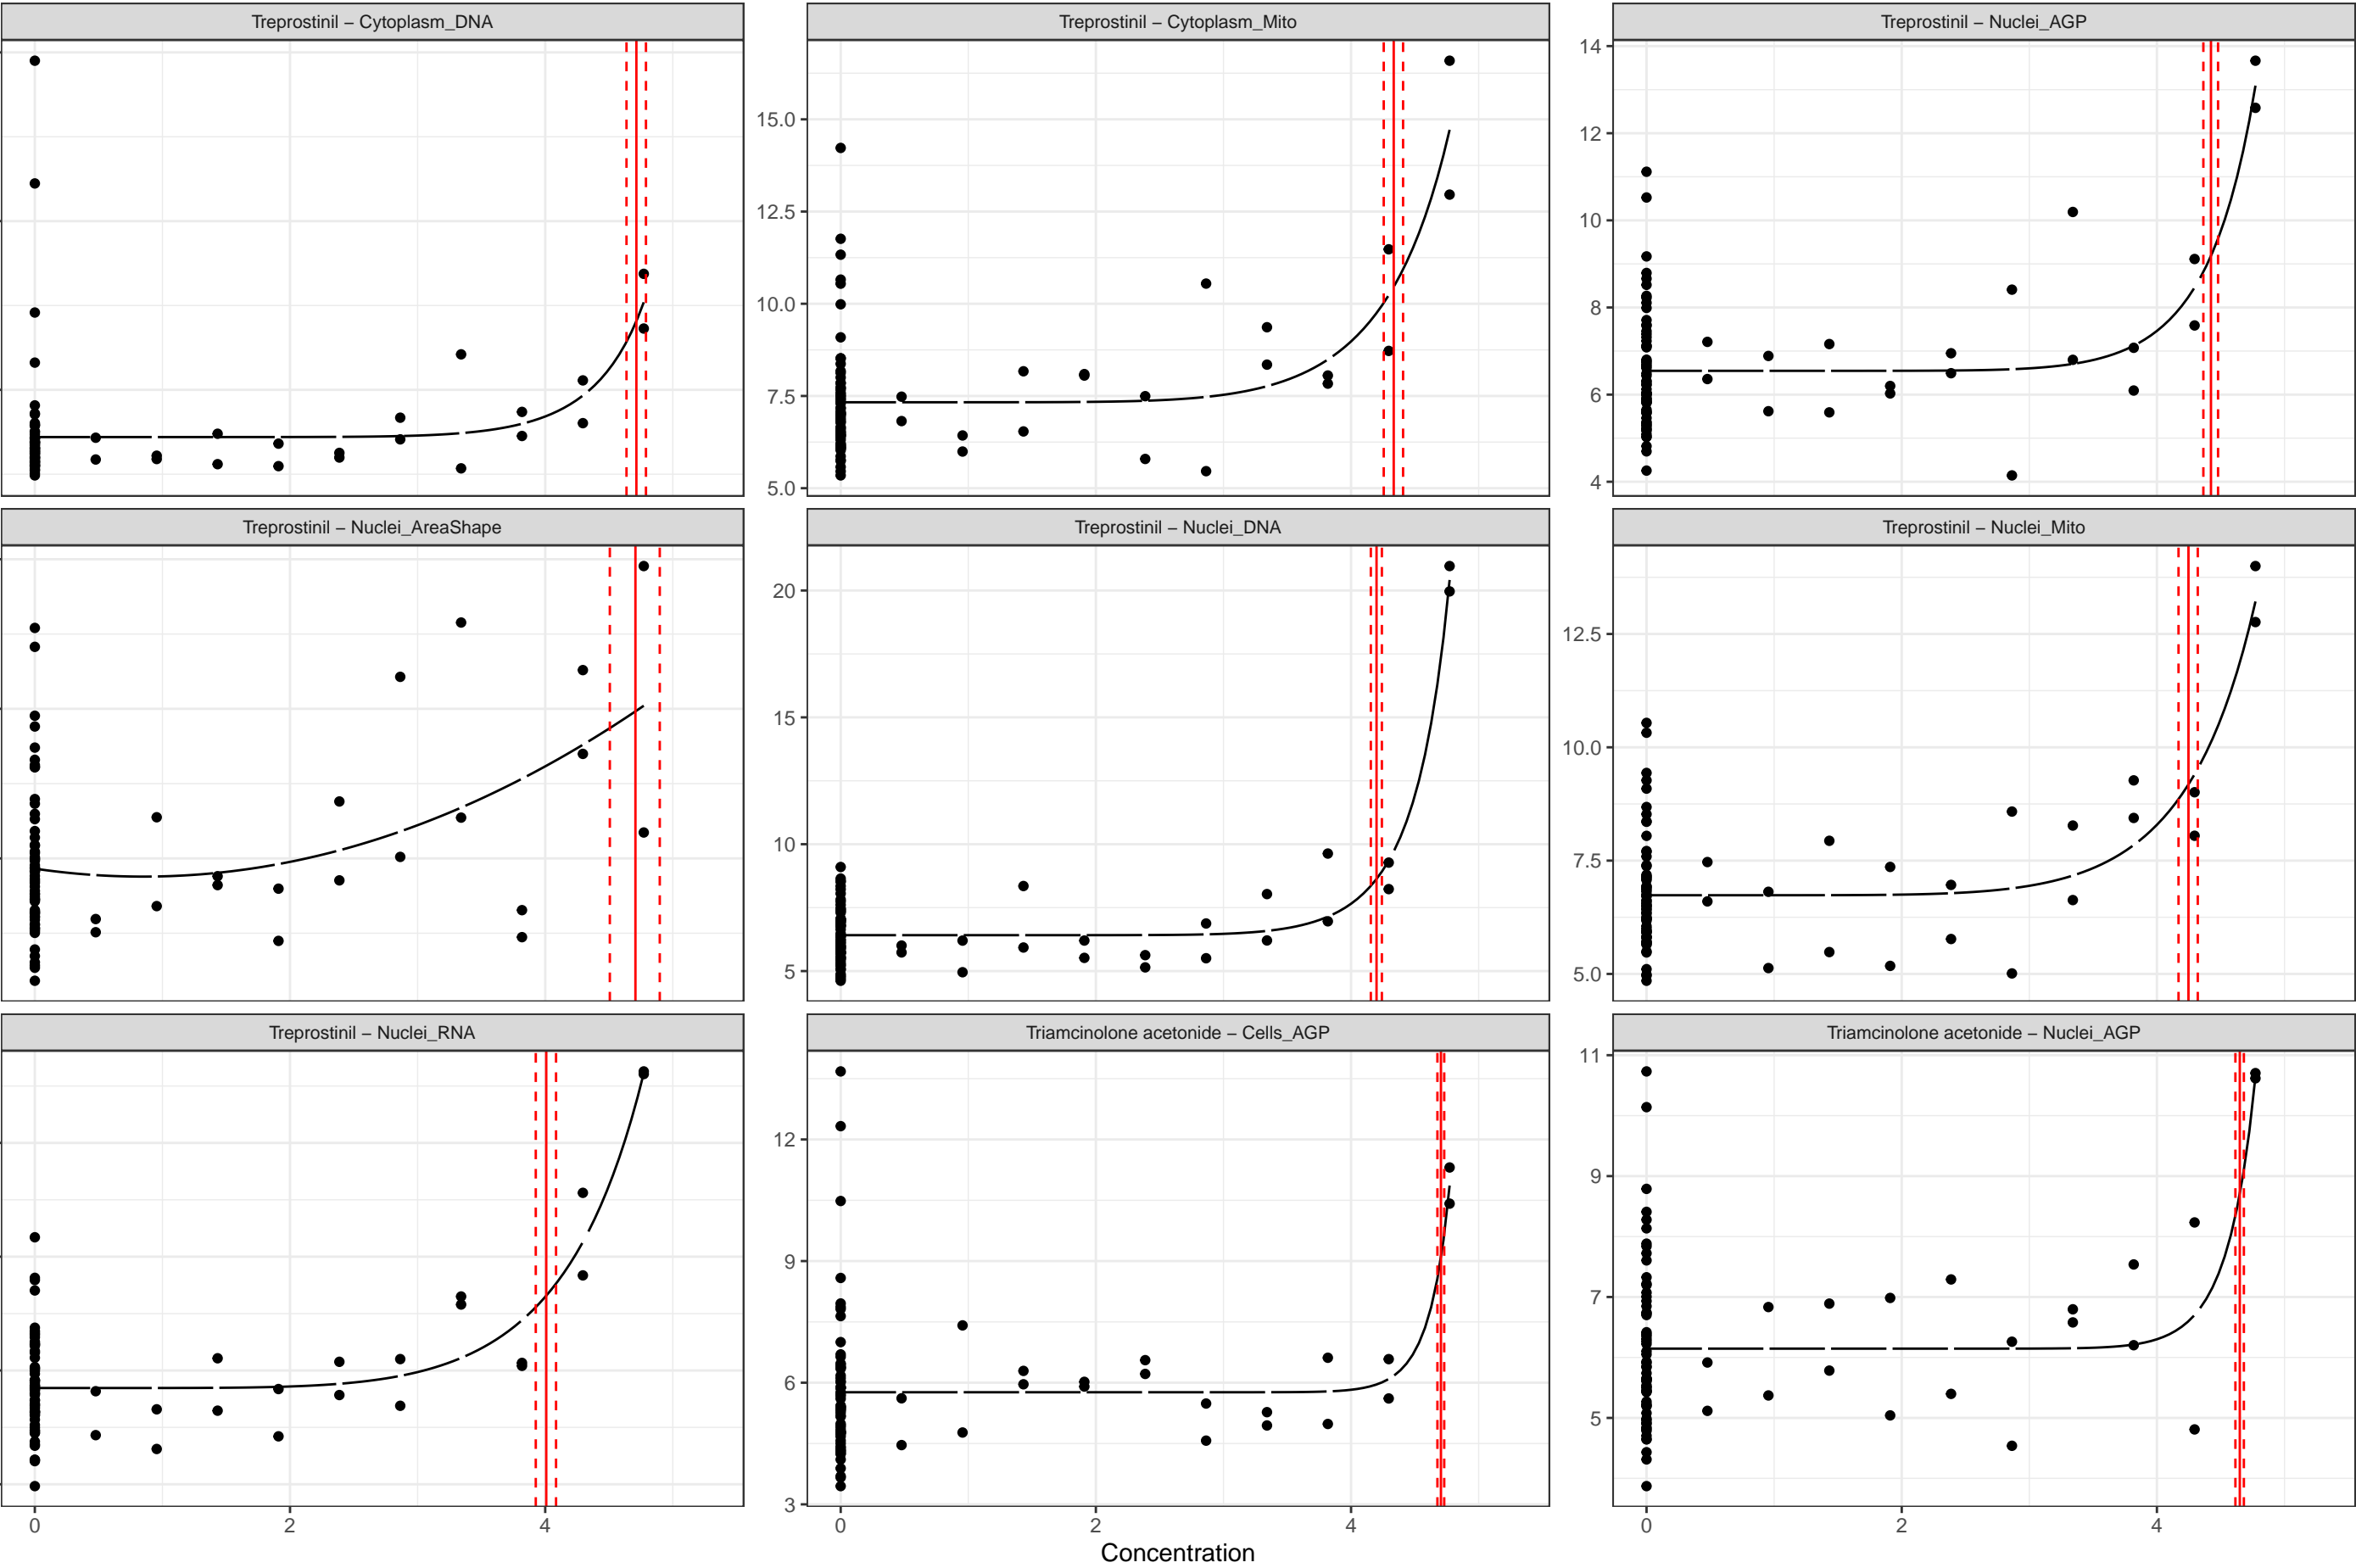 Treprostinil – Cytoplasm_DNA
Treprostinil – Cytoplasm_Mito
Treprostinil – Nuclei_AGP
15.0
12.5
10.0
7.5
5.0
14
12
10
8
6
4
Treprostinil – Nuclei_AreaShape
Treprostinil – Nuclei_DNA
Treprostinil – Nuclei_Mito
20
15
10
5
12.5
10.0
7.5
5.0
Treprostinil – Nuclei_RNA
Triamcinolone acetonide – Cells_AGP
Triamcinolone acetonide – Nuclei_AGP
12
9
6
3
11
9
7
5
0 2 4
0 2 4
0 2 4
Concentration